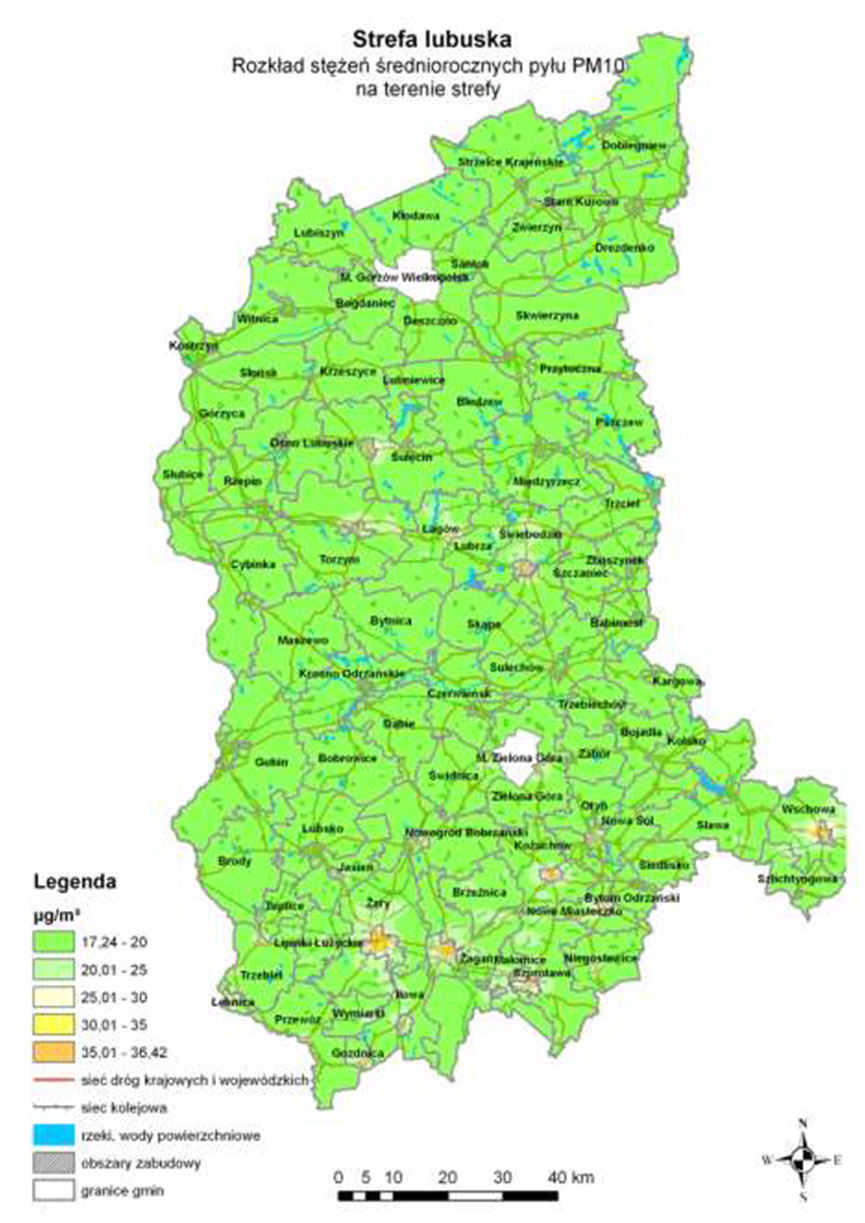 Strefa lubuska
Rozkład stężeń średniorocznych pyłu PM10
na terenie strefy
Dobiegniew
Strzelce Krajeńskie
Stare Kurowo
Kłodawa
Zwierzyn
Lubiszyn
Drezdenko
Santok
M. Gorzów Wielkopolski
Bogdaniec
Skwierzyna
Witnica
Deszczno
Kostrzyn
Przytoczna
Słońsk
Krzeszyce
Lubniewice
Bledzew
Górzyca
Pszczew
Ośno Lubuskie
Sulęcin
Słubice
Rzepin
Międzyrzecz
Trzciel
Łagów
Świebodzin
Lubrza
Torzym
Zbąszynek
Cybinka
Szczaniec
Bytnica
Skąpe
Babimost
Maszewo
Sulechów
Krosno Odrzańskie
Kargowa
Czerwieńsk
Trzebiechów
Dąbie
Bojadła
Kolsko
Gubin
Bobrowice
M. Zielona Góra
Zabór
Świdnica
Zielona Góra
Otyń
Wschowa
Nowa Sól
Sława
Lubsko
Nowogród Bobrzański
Kożuchów
Brody
Jasień
Siedlisko
Szlichtyngowa
Legenda
Brzeźnica
Bytom Odrzański
Tuplice
Żary
Nowe Miasteczko
µg/m³
17,24 - 20
Lipinki Łużyckie
Żagań
Małomice
Niegosławice
20,01 - 25
Trzebiel
Szprotawa
25,01 - 30
Łęknica
Iłowa
Przewóz
Wymiarki
30,01 - 35
35,01 - 36,42
Gozdnica
sieć dróg krajowych i wojewódzkich
siec kolejowa
rzeki, wody powierzchniowe
obszary zabudowy
granice gmin
0 5 10 20 30 40 km
N
W E
S